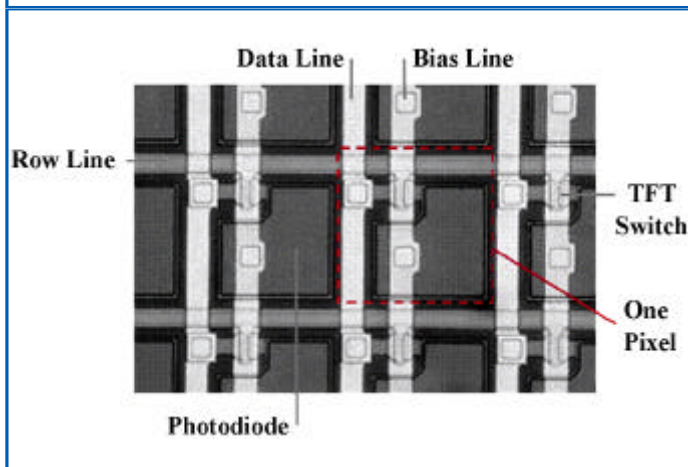 Data Line
Bias Line
Row Line
TFT
Switch
One
Pixel
Photodiode